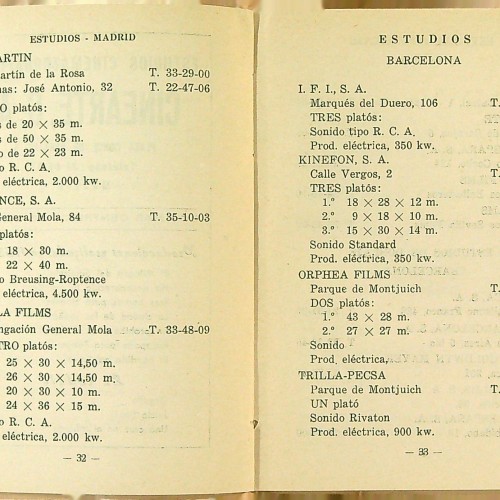 ESTUDIOS - MADRID
ARTIN
artin de la Rosa T. 33-29-00
nas: José Antonio, 32 T. 22-47-06
O platós:
s de 20 × 35 m.
s de 50 × 35 m.
o de 22 × 23 m.
o R. C. A.
eléctrica, 2.000 kw.
NCE, S. A.
General Mola, 84 T. 35-10-03
platós:
18 × 30 m.
22 × 40 m.
o Breusing-Roptence
eléctrica, 4.500 kw.
LA FILMS
ngación General Mola T. 33-48-09
TRO platós:
25 × 30 × 14,50 m.
26 × 30 × 14,50 m.
20 × 30 × 10 m.
24 × 36 × 15 m.
o R. C. A.
eléctrica, 2.000 kw.
— 32 —
ESTUDIOS
BARCELONA
I. F. I., S. A.
Marqués del Duero, 106 T.
TRES platós:
Sonido tipo R. C. A.
Prod. eléctrica, 350 kw.
KINEFON, S. A.
Calle Vergos, 2 T.
TRES platós:
1.º 18 × 28 × 12 m.
2.º 9 × 18 × 10 m.
3.º 15 × 30 × 14 m.
Sonido Standard
Prod. eléctrica, 350 kw.
ORPHEA FILMS
Parque de Montjuich T.
DOS platós:
1.º 43 × 28 m.
2.º 27 × 27 m.
Sonido
Prod. eléctrica,
TRILLA-PECSA
Parque de Montjuich T.
UN plató
Sonido Rivaton
Prod. eléctrica, 900 kw.
— 33 —